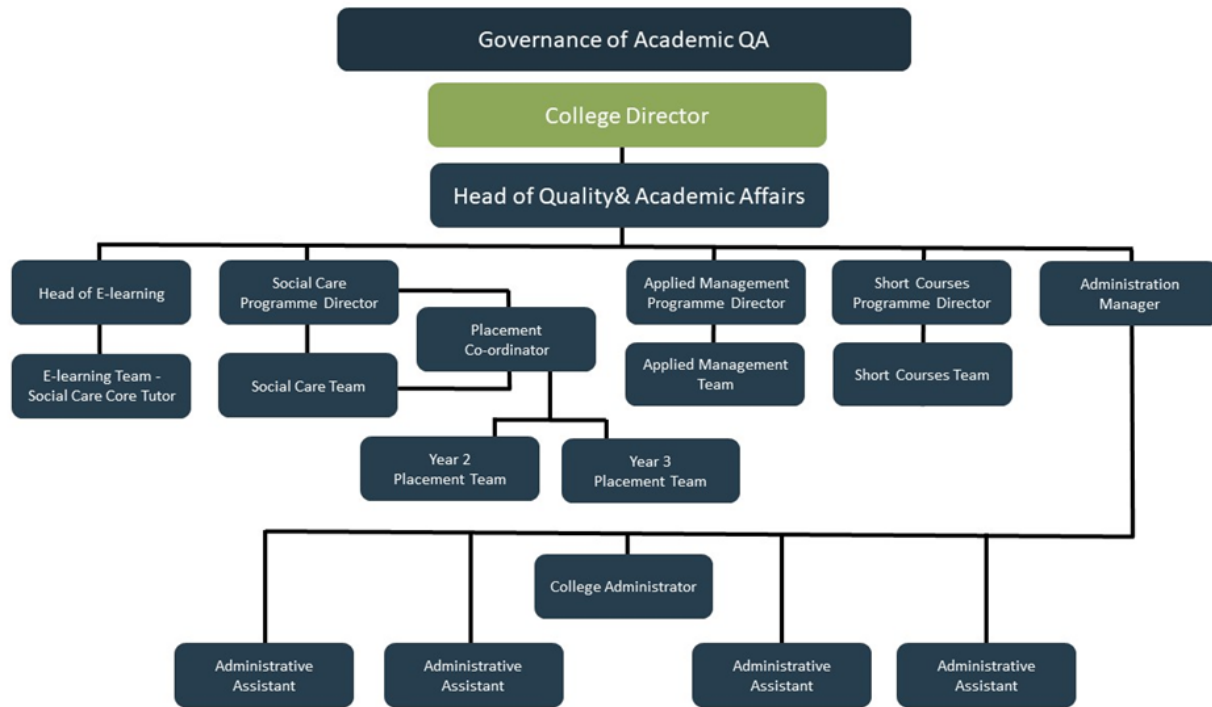 Governance of Academic QA
College Director
Head of Quality& Academic Affairs
Head of E-learning
Social Care
Programme Director
Applied Management
Programme Director
Short Courses
Programme Director
Administration
Manager
Placement
Co-ordinator
E-learning Team -
Social Care Core Tutor
Social Care Team
Applied Management
Team
Short Courses Team
Year 2
Placement Team
Year 3
Placement Team
College Administrator
Administrative
Assistant
Administrative
Assistant
Administrative
Assistant
Administrative
Assistant